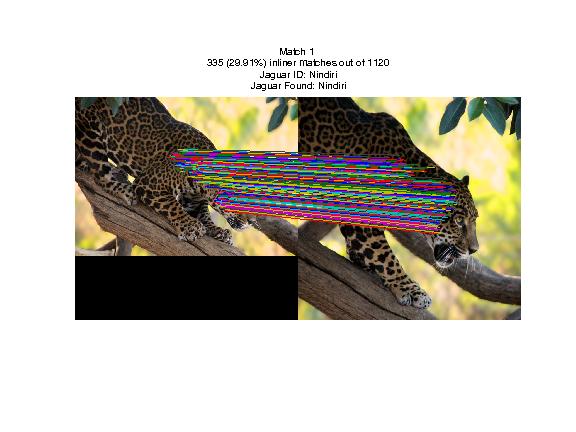 Match 1
335 (29.91%) inliner matches out of 1120
Jaguar ID: Nindiri
Jaguar Found: Nindiri